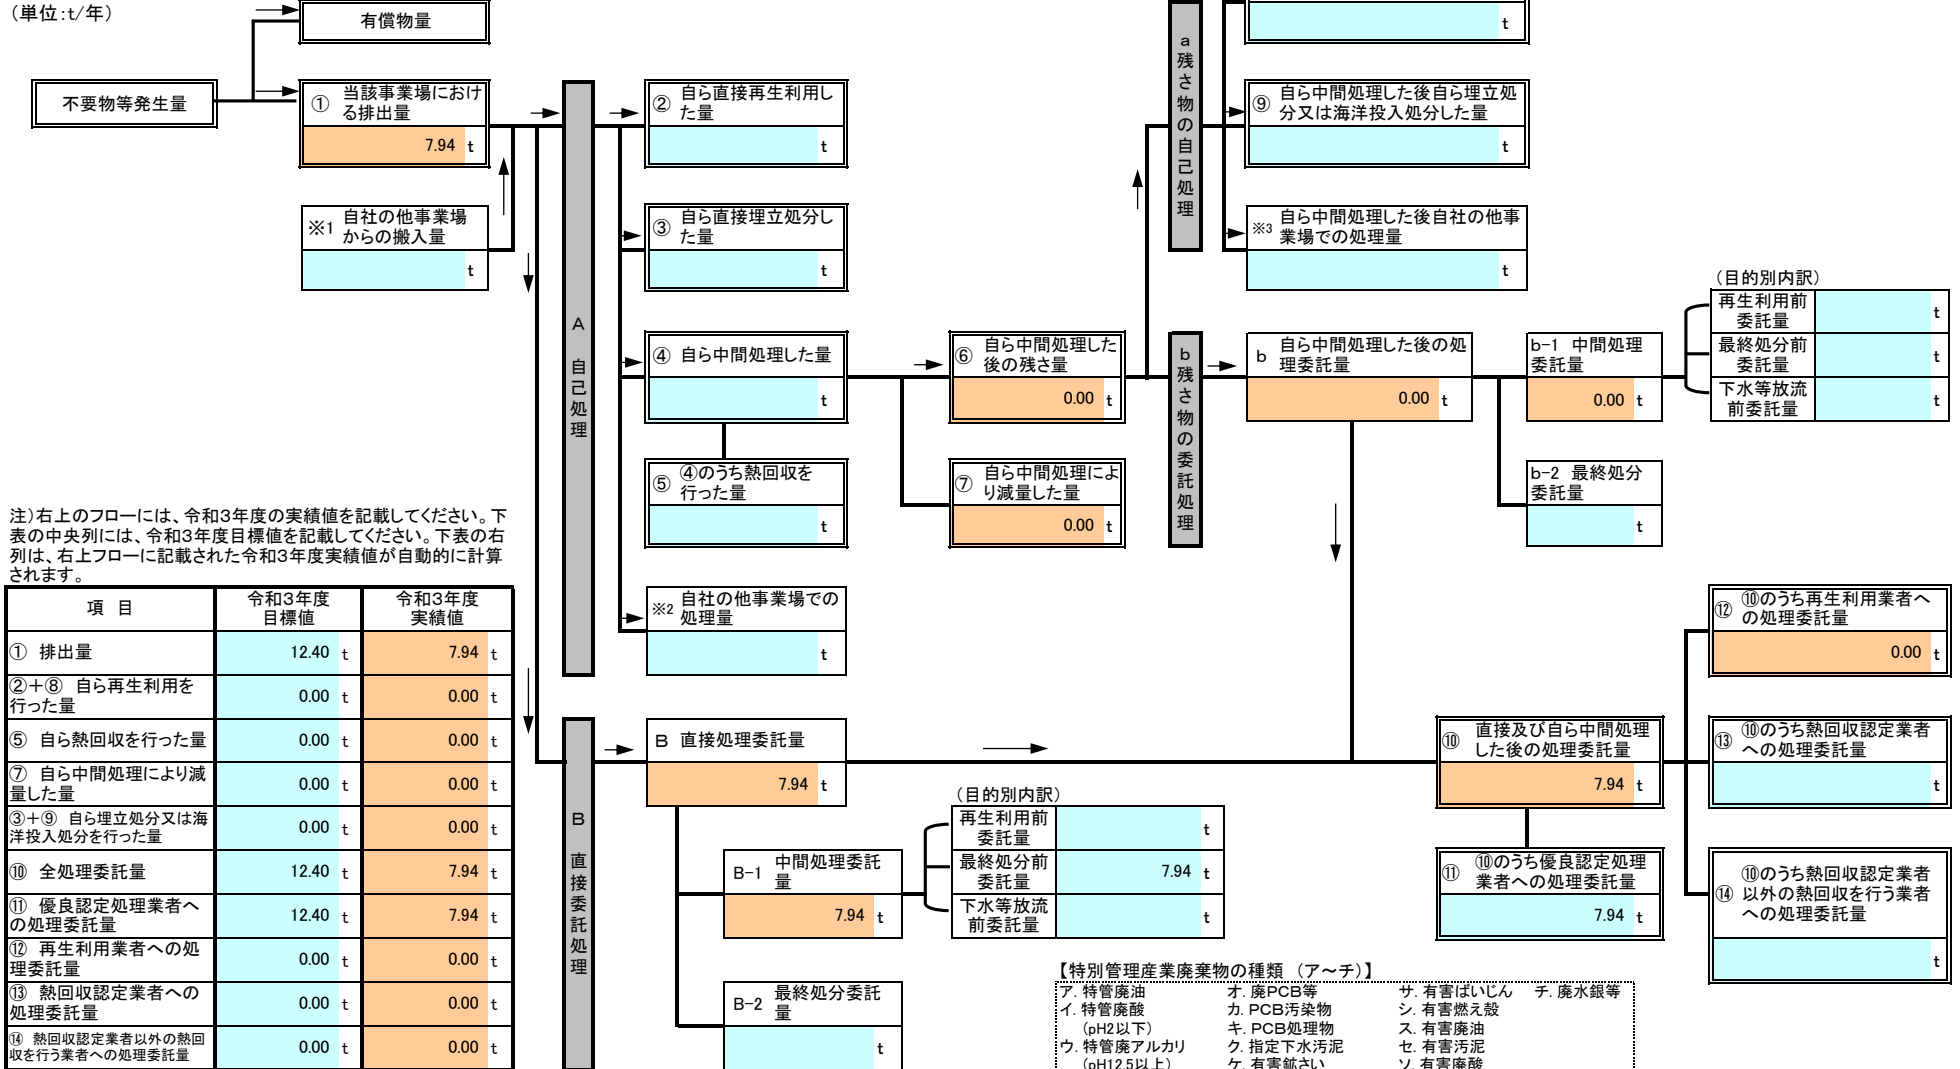 （単位：t/年）
有償物量
不要物等発生量
① 当該事業場におけ
る排出量
7.94 t
※1 自社の他事業場
からの搬入量
t
A 自己処理
② 自ら直接再生利用し
た量
t
③ 自ら直接埋立処分し
た量
t
④ 自ら中間処理した量
t
⑤ ④のうち熱回収を
行った量
t
※2 自社の他事業場での
処理量
t
⑥ 自ら中間処理した
後の残さ量
0.00 t
⑦ 自ら中間処理によ
り減量した量
0.00 t
a 残さ物の自己処理
t
⑨ 自ら中間処理した後自ら埋立処
分又は海洋投入処分した量
t
※3 自ら中間処理した後自社の他事
業場での処理量
t
b 残さ物の委託処理
b 自ら中間処理した後の処
理委託量
0.00 t
b-1 中間処理
委託量
0.00 t
b-2 最終処分
委託量
t
（目的別内訳）
再生利用前
委託量
t
最終処分前
委託量
t
下水等放流
前委託量
t
注）右上のフローには、令和3年度の実績値を記載してください。下
表の中央列には、令和3年度目標値を記載してください。下表の右
列は、右上フローに記載された令和3年度実績値が自動的に計算
されます。
項 目 令和3年度 目標値 令和3年度 実績値
① 排出量 12.40 t 7.94 t
②＋⑧ 自ら再生利用を
行った量 0.00 t 0.00 t
⑤ 自ら熱回収を行った量 0.00 t 0.00 t
⑦ 自ら中間処理により減
量した量 0.00 t 0.00 t
③＋⑨ 自ら埋立処分又は海
洋投入処分を行った量 0.00 t 0.00 t
⑩ 全処理委託量 12.40 t 7.94 t
⑪ 優良認定処理業者へ
の処理委託量 12.40 t 7.94 t
⑫ 再生利用業者への処
理委託量 0.00 t 0.00 t
⑬ 熱回収認定業者への
処理委託量 0.00 t 0.00 t
⑭ 熱回収認定業者以外の熱回
収を行う業者への処理委託量 0.00 t 0.00 t
B 直接委託処理
B 直接処理委託量
7.94 t
B-1 中間処理委託
量
7.94 t
B-2 最終処分委託
量
t
（目的別内訳）
再生利用前
委託量
t
最終処分前
委託量
7.94 t
下水等放流
前委託量
t
⑩ 直接及び自ら中間処理
した後の処理委託量
7.94 t
⑪ ⑩のうち優良認定処理
業者への処理委託量
7.94 t
⑫ ⑩のうち再生利用業者へ
の処理委託量
0.00 t
⑬ ⑩のうち熱回収認定業者
への処理委託量
t
⑭ ⑩のうち熱回収認定業者
以外の熱回収を行う業者
への処理委託量
t
【特別管理産業廃棄物の種類 （ア～チ）】
ア．特管廃油 オ．廃PCB等 サ．有害ばいじん チ．廃水銀等
イ．特管廃酸 カ．PCB汚染物 シ．有害燃え殻
（pH2以下） キ．PCB処理物 ス．有害廃油
ウ．特管廃アルカリ ク．指定下水汚泥 セ．有害汚泥
（pH12.5以上） ケ．有害鉱さい ソ．有害廃酸